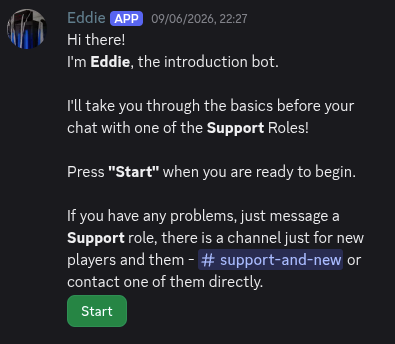 Eddie APP 09/06/2026, 22:27
Hi there!
I'm Eddie, the introduction bot.
I'll take you through the basics before your
chat with one of the Support Roles!
Press "Start" when you are ready to begin.
If you have any problems, just message a
Support role, there is a channel just for new
players and them - # support-and-new or
contact one of them directly.
Start